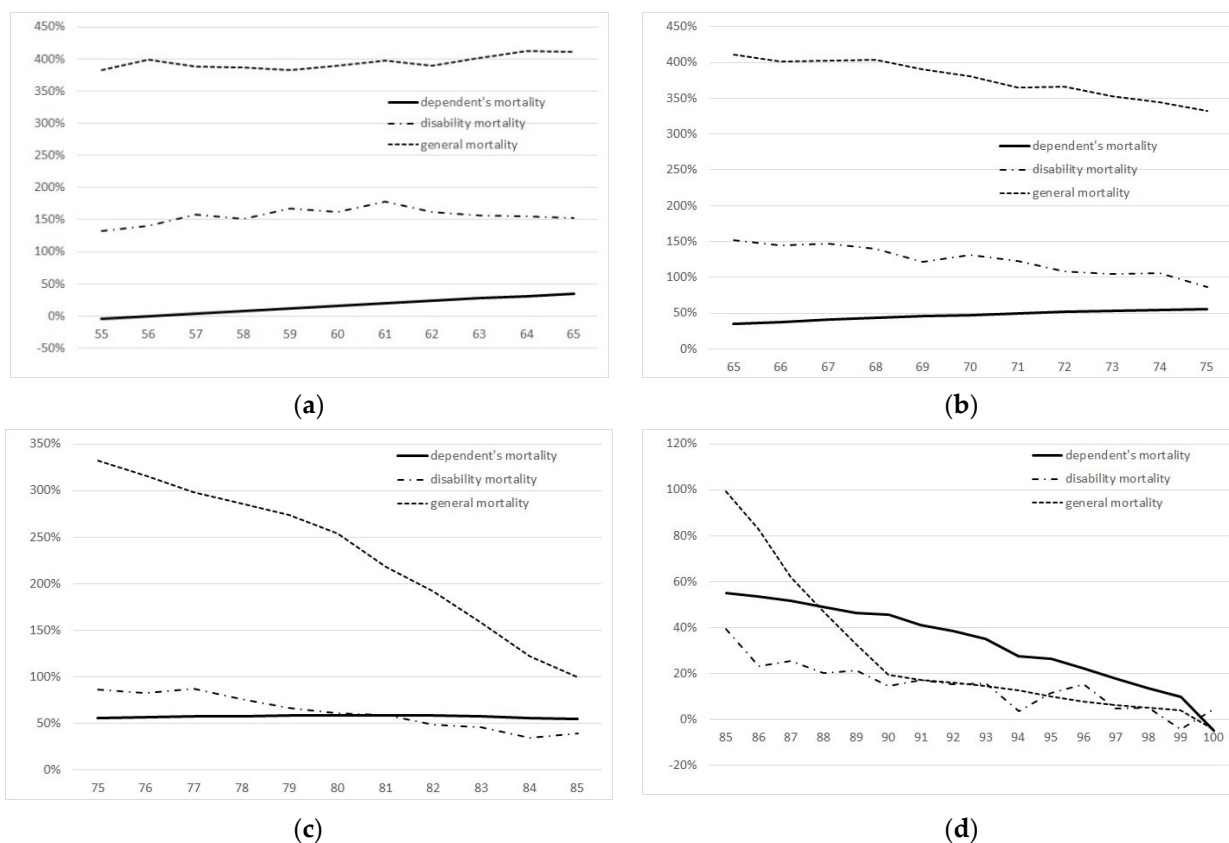 450%
400%
350%
300%
250%
200%
150%
100%
50%
0%
-50%
dependent's mortality
disability mortality
general mortality
55 56 57 58 59 60 61 62 63 64 65
(a)
450%
400%
350%
300%
250%
200%
150%
100%
50%
0%
dependent's mortality
disability mortality
general mortality
65 66 67 68 69 70 71 72 73 74 75
(b)
350%
300%
250%
200%
150%
100%
50%
0%
dependent's mortality
disability mortality
general mortality
75 76 77 78 79 80 81 82 83 84 85
(c)
120%
100%
80%
60%
40%
20%
0%
-20%
dependent's mortality
disability mortality
general mortality
85 86 87 88 89 90 91 92 93 94 95 96 97 98 99 100
(d)